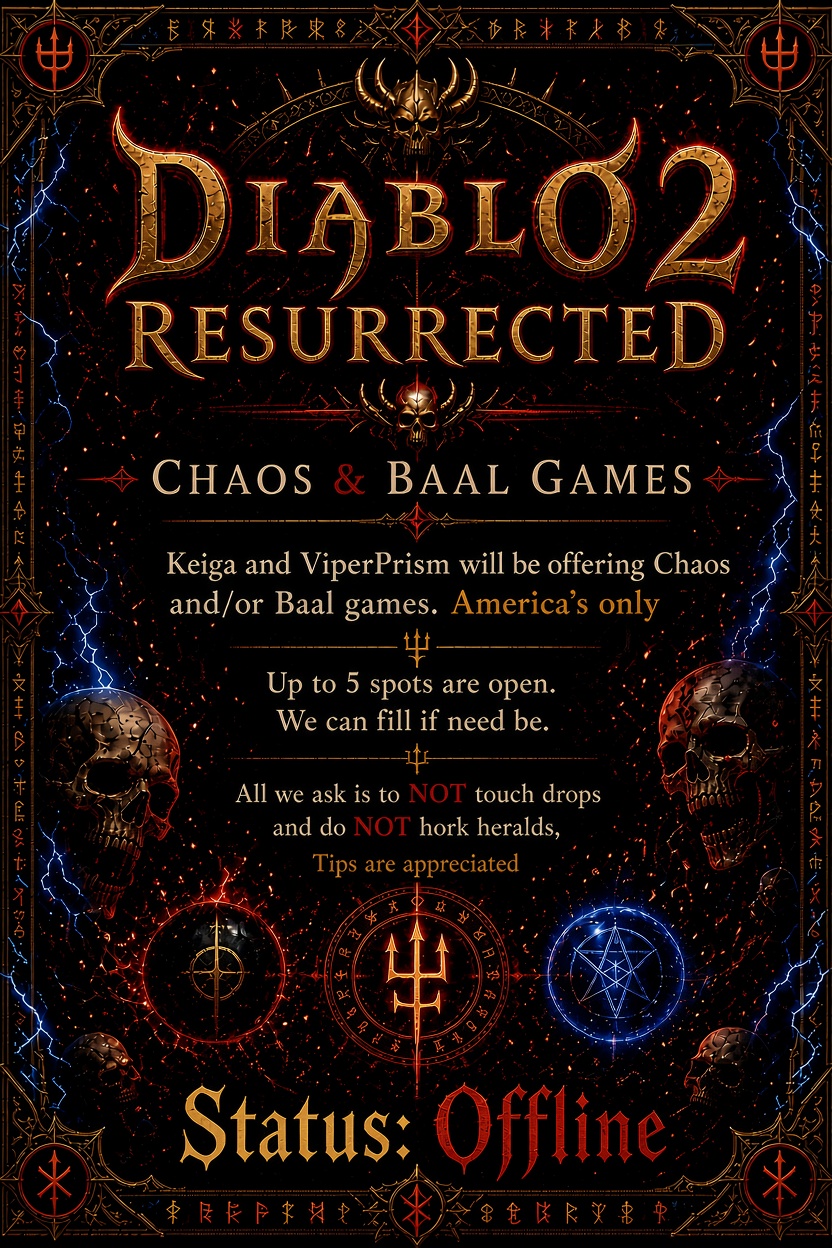 DIABLO 2
RESURRECTED
CHAOS & BAAL GAMES
Keiga and ViperPrism will be offering Chaos
and/or Baal games. America's only
Up to 5 spots are open.
We can fill if need be.
All we ask is to NOT touch drops
and do NOT hork heralds,
Tips are appreciated
Status: Offline